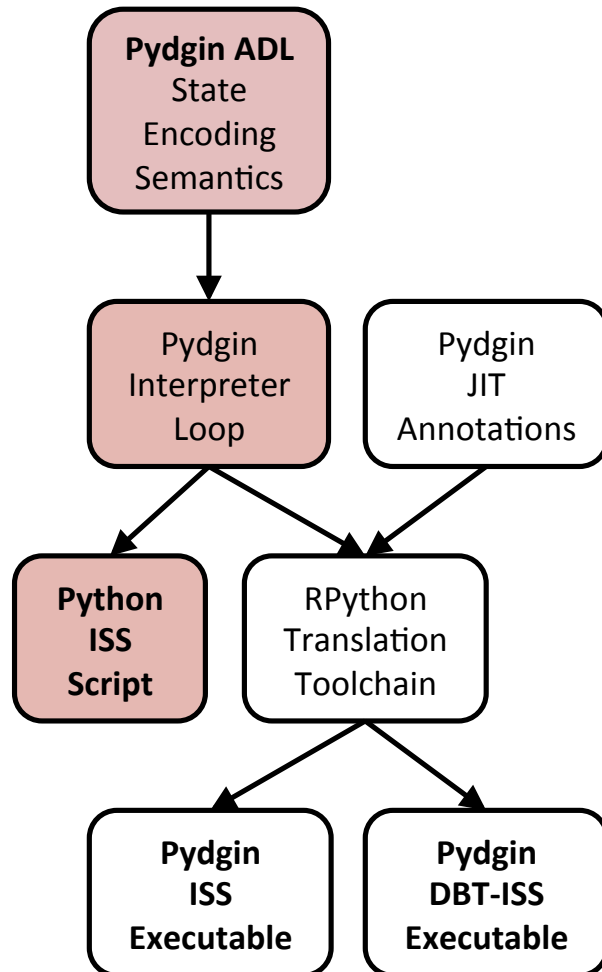 Pydgin ADL
State
Encoding
Semantics
Pydgin
Interpreter
Loop
Pydgin
JIT
Annotations
Python
ISS
Script
RPython
Translation
Toolchain
Pydgin
ISS
Executable
Pydgin
DBT-ISS
Executable